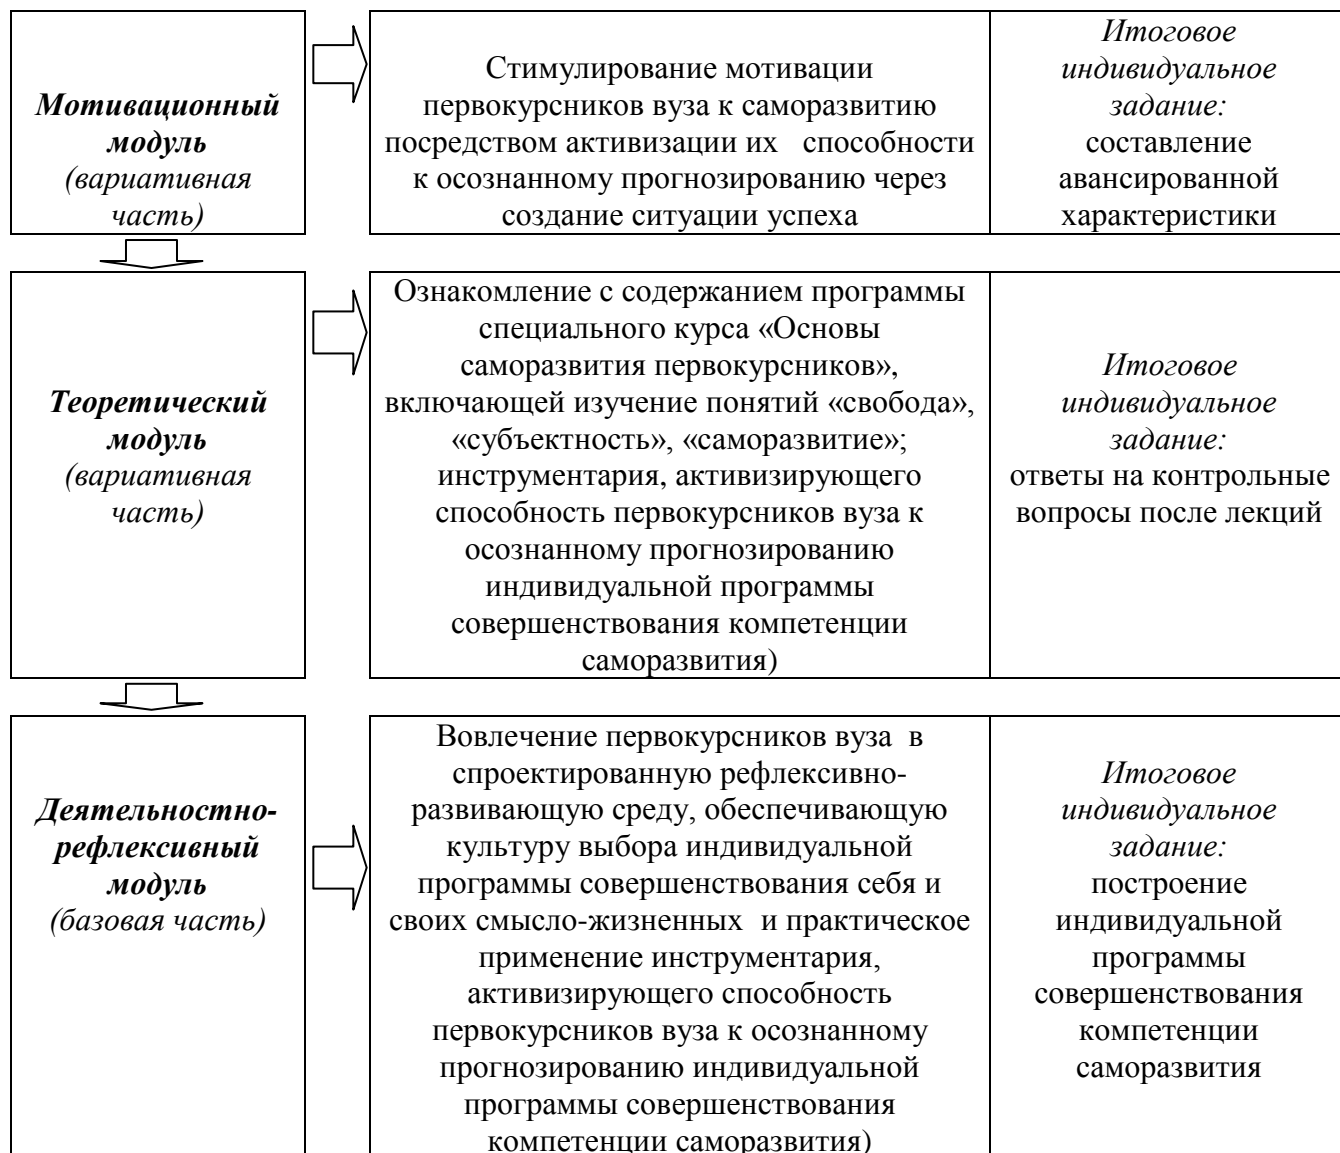 Мотивационный
модуль
(вариативная
часть)
Стимулирование мотивации
первокурсников вуза к саморазвитию
посредством активизации их способности
к осознанному прогнозированию через
создание ситуации успеха
Итоговое
индивидуальное
задание:
составление
авансированной
характеристики
Теоретический
модуль
(вариативная
часть)
Ознакомление с содержанием программы
специального курса «Основы
саморазвития первокурсников»,
включающей изучение понятий «свобода»,
«субъектность», «саморазвитие»;
инструментария, активизирующего
способность первокурсников вуза к
осознанному прогнозированию
индивидуальной программы
совершенствования компетенции
саморазвития)
Итоговое
индивидуальное
задание:
ответы на контрольные
вопросы после лекций
Деятельностно-
рефлексивный
модуль
(базовая часть)
Вовлечение первокурсников вуза в
спроектированную рефлексивно-
развивающую среду, обеспечивающую
культуру выбора индивидуальной
программы совершенствования себя и
своих смысло-жизненных и практическое
применение инструментария,
активизирующего способность
первокурсников вуза к осознанному
прогнозированию индивидуальной
программы совершенствования
компетенции саморазвития)
Итоговое
индивидуальное
задание:
построение
индивидуальной
программы
совершенствования
компетенции
саморазвития